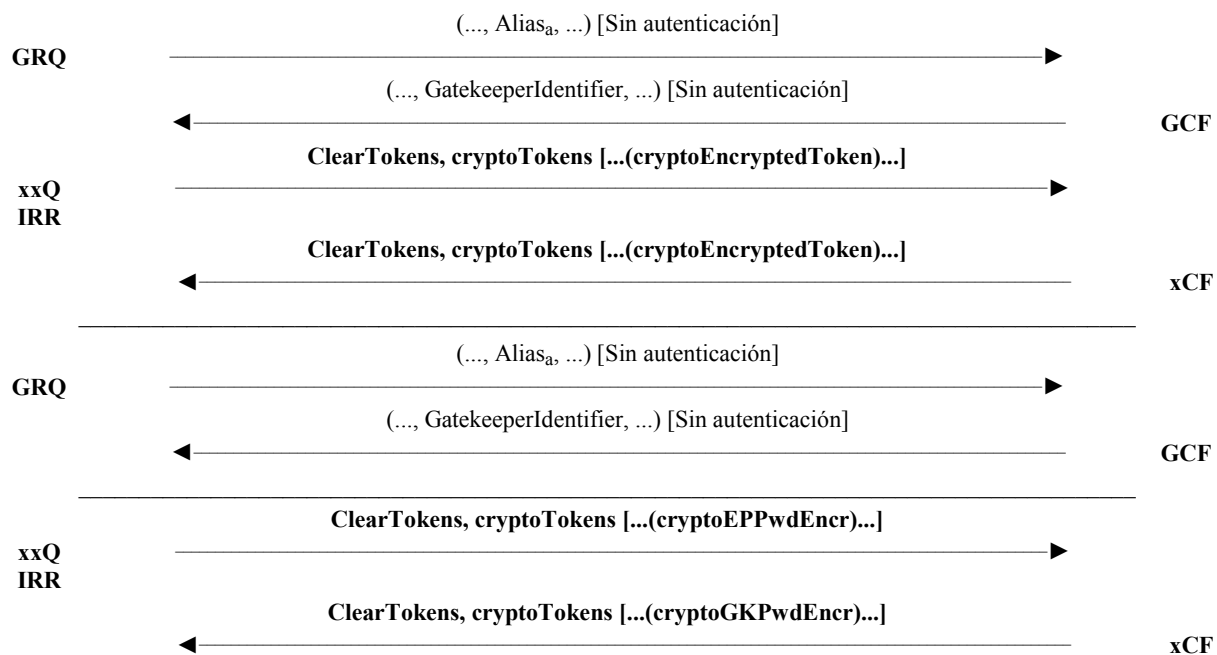 (..., Aliasa, ...) [Sin autenticación]
GRQ
(..., GatekeeperIdentifier, ...) [Sin autenticación]
GCF
ClearTokens, cryptoTokens [...(cryptoEncryptedToken)...]
xxQ
IRR
ClearTokens, cryptoTokens [...(cryptoEncryptedToken)...]
xCF
(..., Aliasa, ...) [Sin autenticación]
GRQ
(..., GatekeeperIdentifier, ...) [Sin autenticación]
GCF
ClearTokens, cryptoTokens [...(cryptoEPPwdEncr)...]
xxQ
IRR
ClearTokens, cryptoTokens [...(cryptoGKPwdEncr)...]
xCF